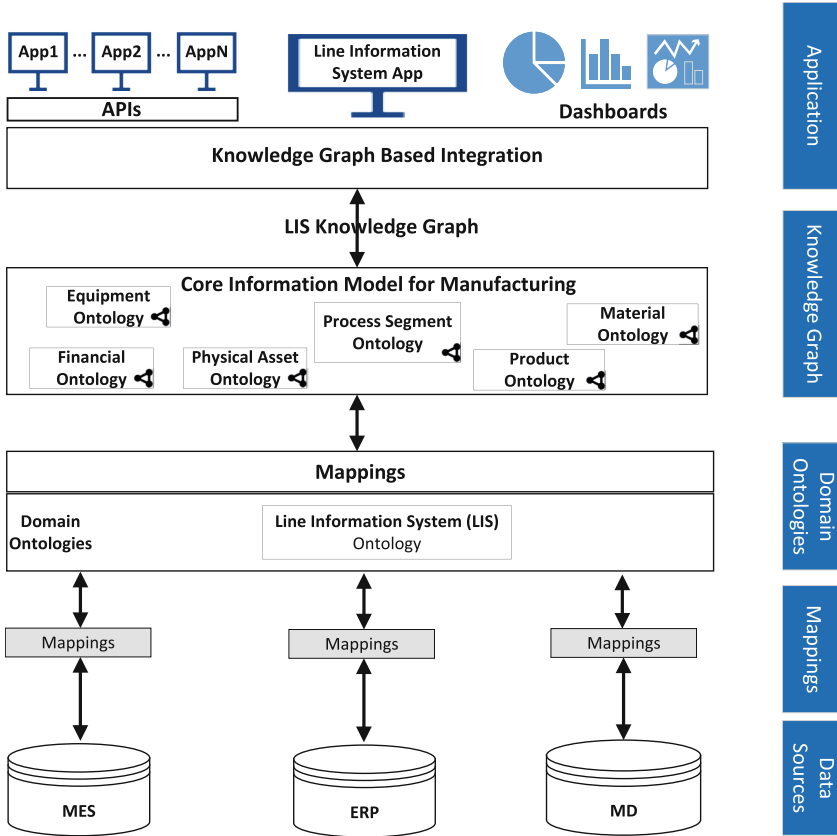 App1 ... App2 ... AppN
APIs
Line Information
System App
Dashboards
Knowledge Graph Based Integration
LIS Knowledge Graph
Core Information Model for Manufacturing
Equipment
Ontology
Process Segment
Ontology
Material
Ontology
Financial
Ontology
Physical Asset
Ontology
Product
Ontology
Mappings
Domain
Ontologies
Line Information System (LIS)
Ontology
Mappings
Mappings
Mappings
MES
ERP
MD
Application
Knowledge Graph
Domain
Ontologies
Mappings
Data
Sources